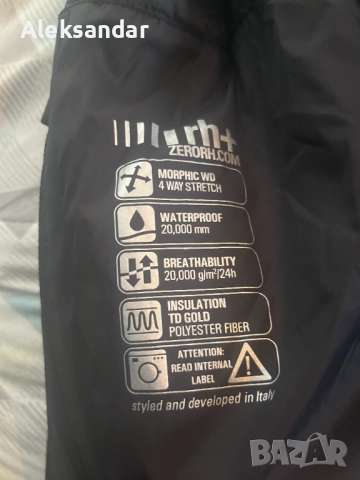 Aleksandar
rh+
ZERORH.COM
MORPHIC WD
4 WAY STRETCH
WATERPROOF
20,000 mm
BREATHABILITY
20,000 g/m²/24h
INSULATION
TD GOLD
POLYESTER FIBER
ATTENTION:
READ INTERNAL
LABEL
styled and developed in Italy
BAZAR